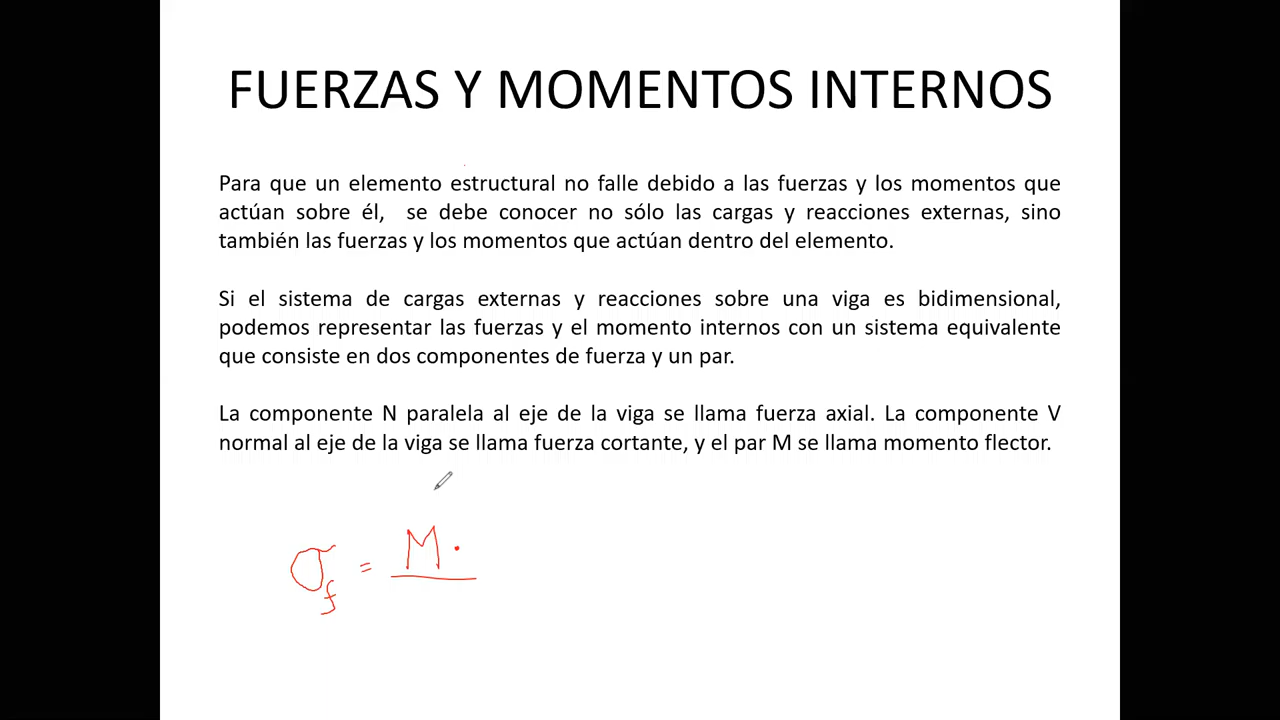 FUERZAS Y MOMENTOS INTERNOS
Para que un elemento estructural no falle debido a las fuerzas y los momentos que
actúan sobre él, se debe conocer no sólo las cargas y reacciones externas, sino
también las fuerzas y los momentos que actúan dentro del elemento.
Si el sistema de cargas externas y reacciones sobre una viga es bidimensional,
podemos representar las fuerzas y el momento internos con un sistema equivalente
que consiste en dos componentes de fuerza y un par.
La componente N paralela al eje de la viga se llama fuerza axial. La componente V
normal al eje de la viga se llama fuerza cortante, y el par M se llama momento flector.
M ·
σf =